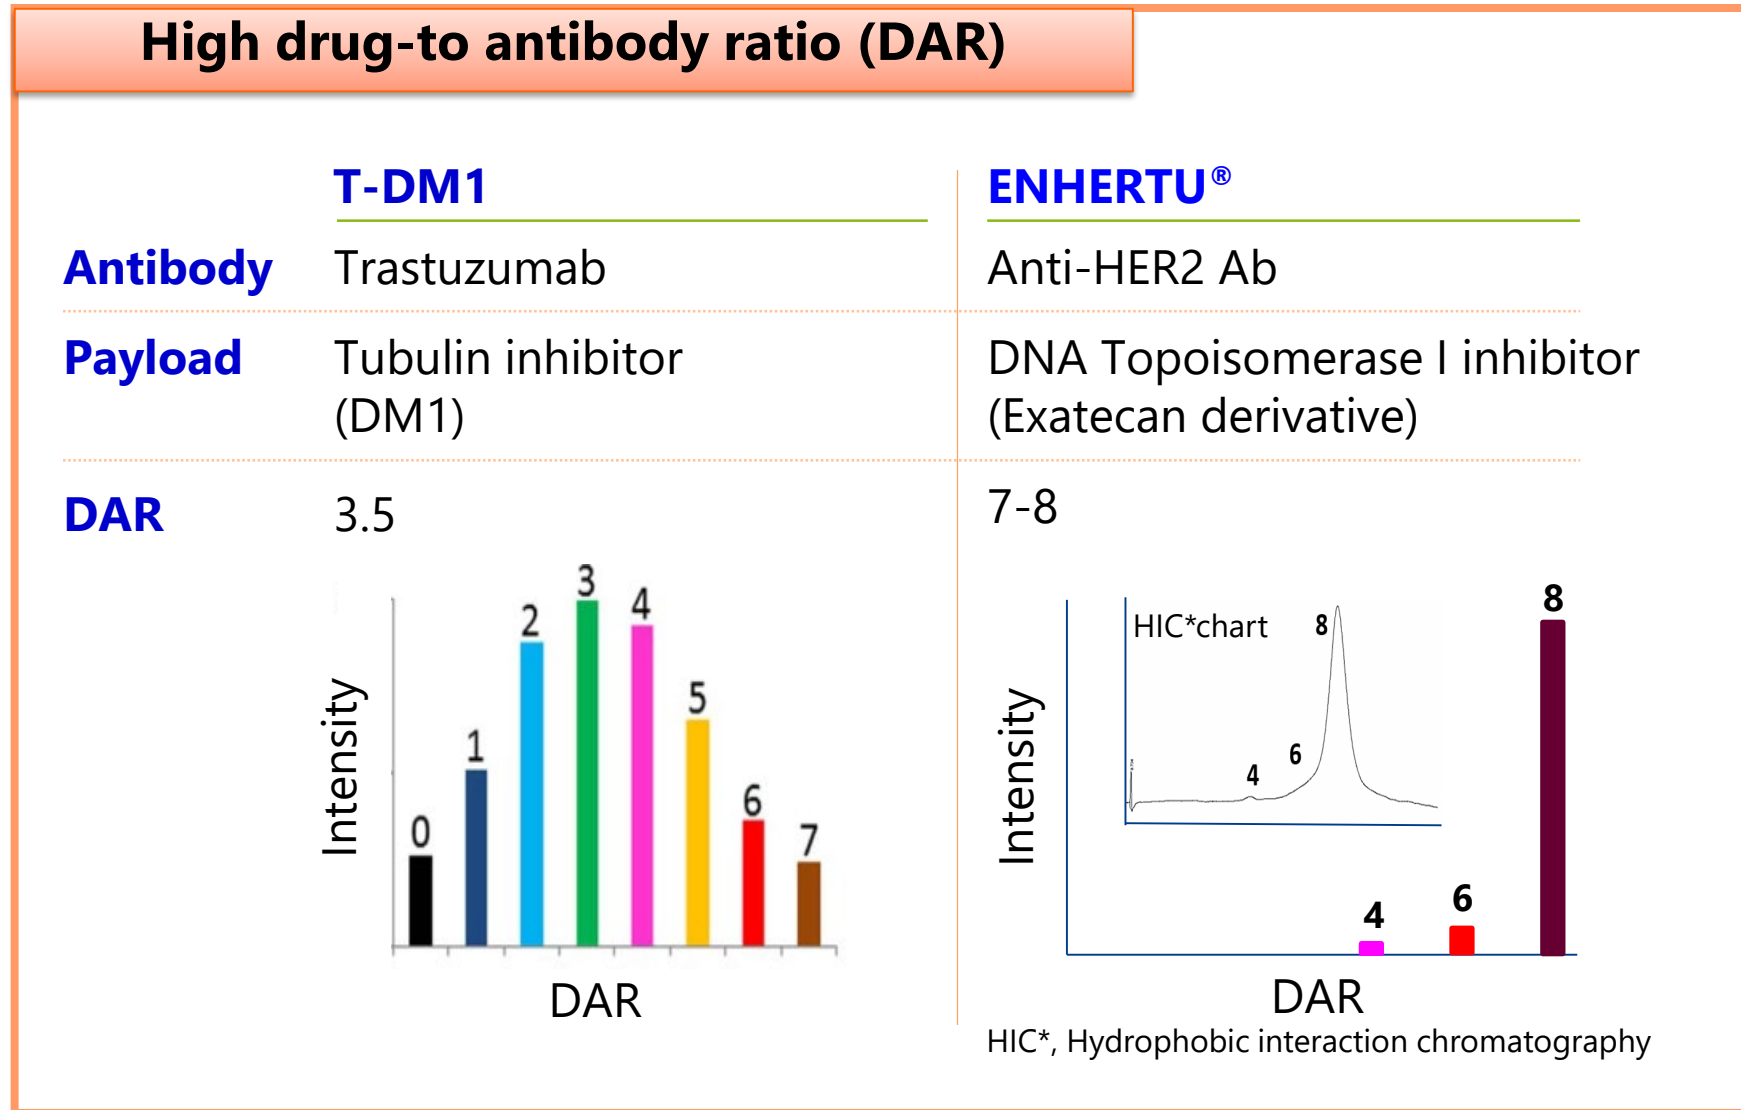 High drug-to antibody ratio (DAR)
T-DM1
ENHERTU®
Antibody
Trastuzumab
Anti-HER2 Ab
Payload
Tubulin inhibitor
(DM1)
DNA Topoisomerase I inhibitor
(Exatecan derivative)
DAR
3.5
7-8
Intensity
0
1
2
3
4
5
6
7
DAR
Intensity
HIC*chart
4
6
8
4
6
8
DAR
HIC*, Hydrophobic interaction chromatography